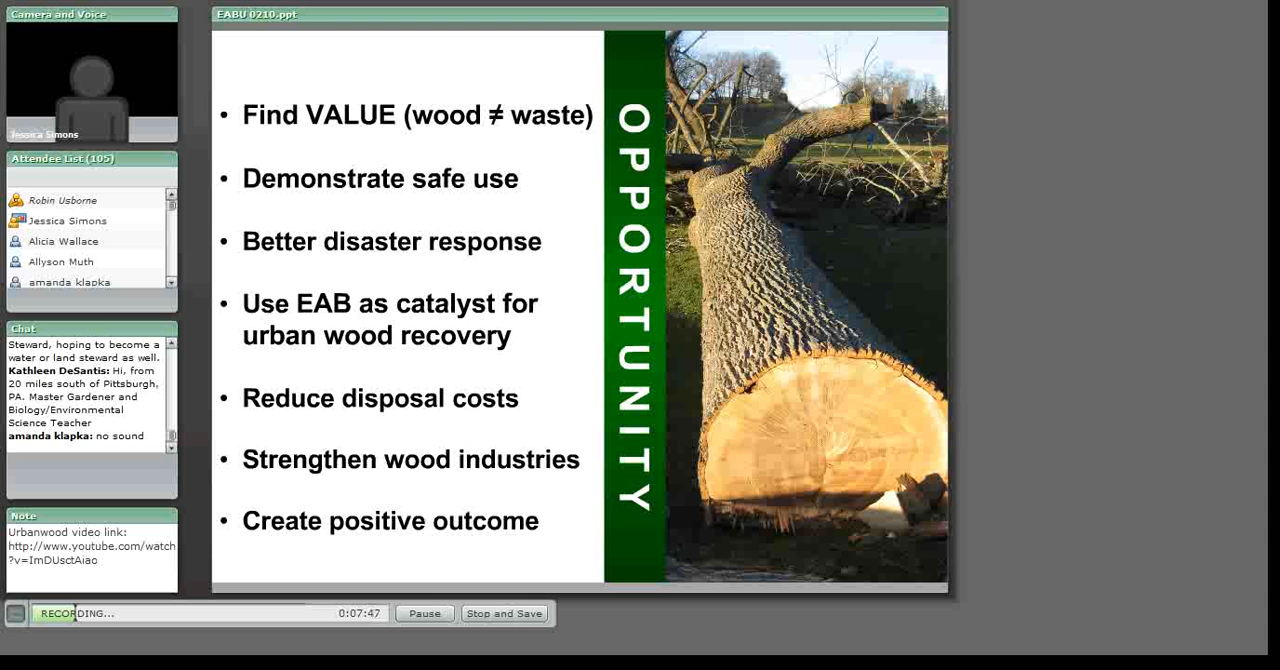 Camera and Voice
Jessica Simons
Attendee List (105)
Robin Usborne
Jessica Simons
Alicia Wallace
Allyson Muth
amanda klapka
Chat
Steward, hoping to become a
water or land steward as well.
Kathleen DeSantis: Hi, from
20 miles south of Pittsburgh,
PA. Master Gardener and
Biology/Environmental
Science Teacher
amanda klapka: no sound
Note
Urbanwood video link:
http://www.youtube.com/watch
?v=ImDUsctAiao
EABU 0210.ppt
• Find VALUE (wood ≠ waste)
• Demonstrate safe use
• Better disaster response
• Use EAB as catalyst for
urban wood recovery
• Reduce disposal costs
• Strengthen wood industries
• Create positive outcome
OPPORTUNITY
RECORDING... 0:07:47 Pause Stop and Save